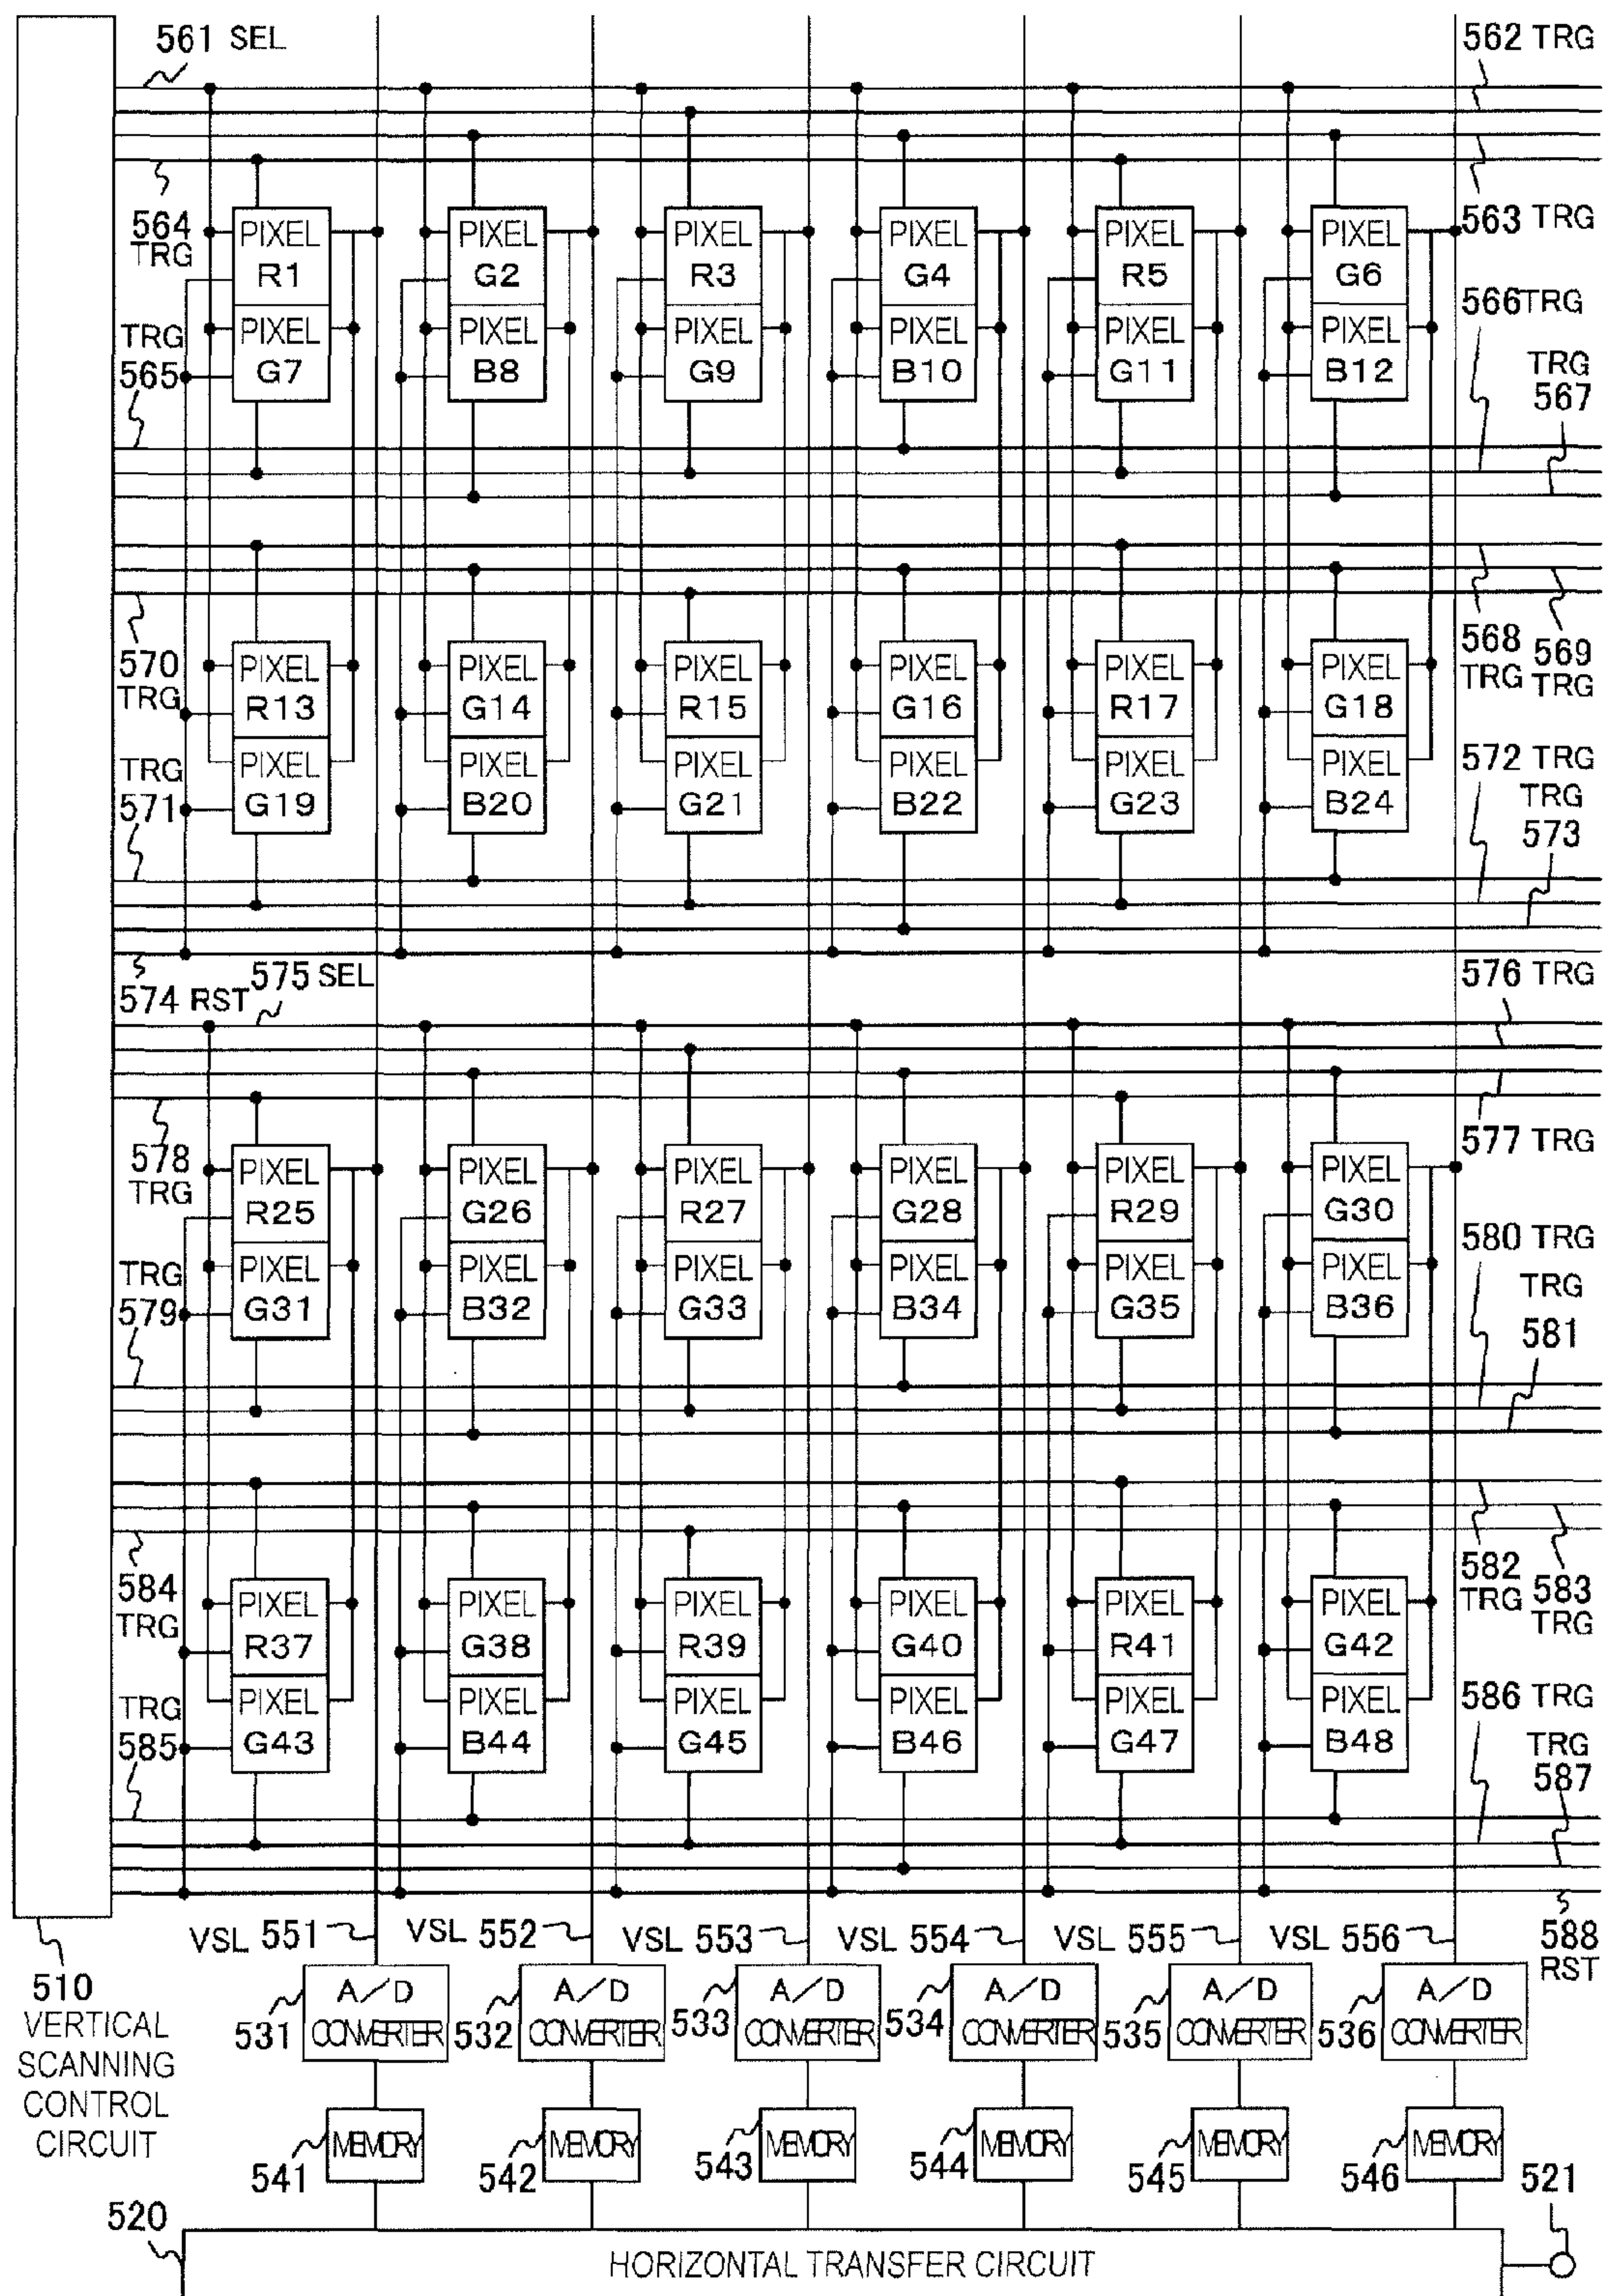 561 SEL
562 TRG
564
TRG
563 TRG
PIXEL PIXEL PIXEL PIXEL PIXEL PIXEL
R1 G2 R3 G4 R5 G6
566TRG
TRG
565
PIXEL PIXEL PIXEL PIXEL PIXEL PIXEL
G7 B8 G9 B10 G11 B12
TRG
567
570
TRG
568
TRG
569
TRG
PIXEL PIXEL PIXEL PIXEL PIXEL PIXEL
R13 G14 R15 G16 R17 G18
TRG
571
572 TRG
PIXEL PIXEL PIXEL PIXEL PIXEL PIXEL
G19 B20 G21 B22 G23 B24
TRG
573
574 RST
575 SEL
576 TRG
578
TRG
577 TRG
PIXEL PIXEL PIXEL PIXEL PIXEL PIXEL
R25 G26 R27 G28 R29 G30
TRG
579
580 TRG
PIXEL PIXEL PIXEL PIXEL PIXEL PIXEL
G31 B32 G33 B34 G35 B36
TRG
581
584
TRG
582
TRG
583
TRG
PIXEL PIXEL PIXEL PIXEL PIXEL PIXEL
R37 G38 R39 G40 R41 G42
TRG
585
586 TRG
PIXEL PIXEL PIXEL PIXEL PIXEL PIXEL
G43 B44 G45 B46 G47 B48
TRG
587
VSL 551 VSL 552 VSL 553 VSL 554 VSL 555 VSL 556
588
RST
510
VERTICAL
SCANNING
CONTROL
CIRCUIT
A/D A/D A/D A/D A/D A/D
CONVERTER CONVERTER CONVERTER CONVERTER CONVERTER CONVERTER
531 532 533 534 535 536
MEMORY MEMORY MEMORY MEMORY MEMORY MEMORY
541 542 543 544 545 546
520
521
HORIZONTAL TRANSFER CIRCUIT